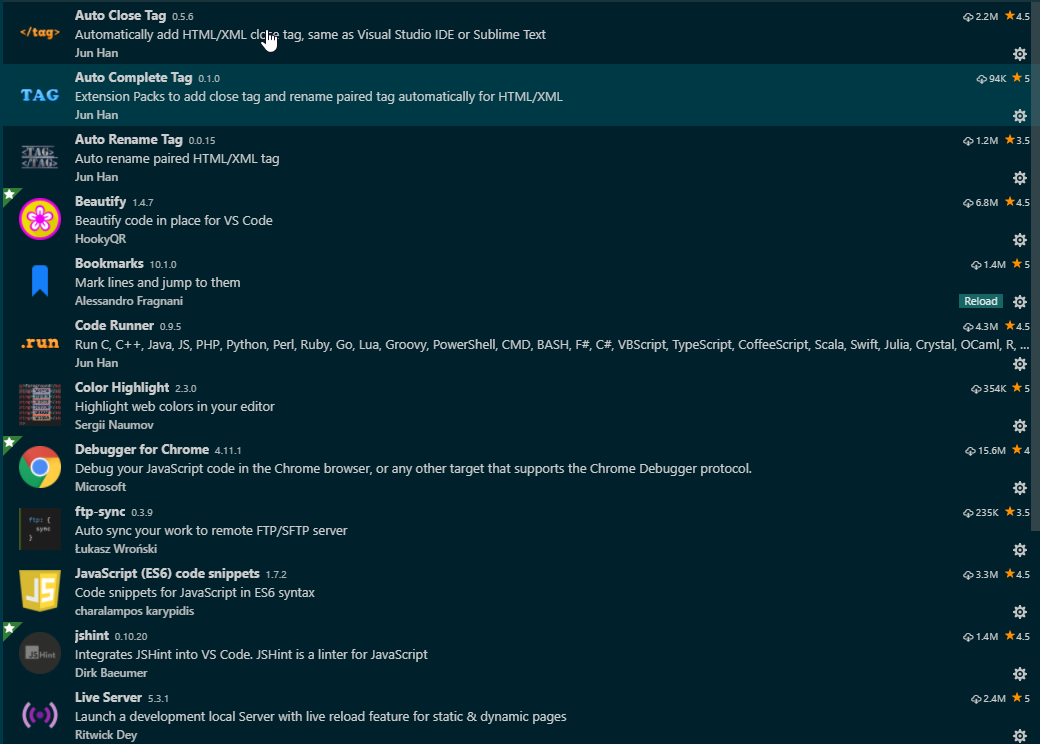 </tag>
Auto Close Tag 0.5.6 2.2M 4.5
Automatically add HTML/XML close tag, same as Visual Studio IDE or Sublime Text
Jun Han
TAG
Auto Complete Tag 0.1.0 94K 5
Extension Packs to add close tag and rename paired tag automatically for HTML/XML
Jun Han
<TAG>
</TAG>
Auto Rename Tag 0.0.15 1.2M 3.5
Auto rename paired HTML/XML tag
Jun Han
Beautify 1.4.7 6.8M 4.5
Beautify code in place for VS Code
HookyQR
Bookmarks 10.1.0 1.4M 5
Mark lines and jump to them
Alessandro Fragnani Reload
.run
Code Runner 0.9.5 4.3M 4.5
Run C, C++, Java, JS, PHP, Python, Perl, Ruby, Go, Lua, Groovy, PowerShell, CMD, BASH, F#, C#, VBScript, TypeScript, CoffeeScript, Scala, Swift, Julia, Crystal, OCaml, R, ...
Jun Han
Color Highlight 2.3.0 354K 5
Highlight web colors in your editor
Sergii Naumov
Debugger for Chrome 4.11.1 15.6M 4
Debug your JavaScript code in the Chrome browser, or any other target that supports the Chrome Debugger protocol.
Microsoft
ftp: {
sync
}
ftp-sync 0.3.9 235K 3.5
Auto sync your work to remote FTP/SFTP server
Łukasz Wroński
JS
JavaScript (ES6) code snippets 1.7.2 3.3M 4.5
Code snippets for JavaScript in ES6 syntax
charalampos karypidis
JSHint
jshint 0.10.20 1.4M 4.5
Integrates JSHint into VS Code. JSHint is a linter for JavaScript
Dirk Baeumer
Live Server 5.3.1 2.4M 5
Launch a development local Server with live reload feature for static & dynamic pages
Ritwick Dey